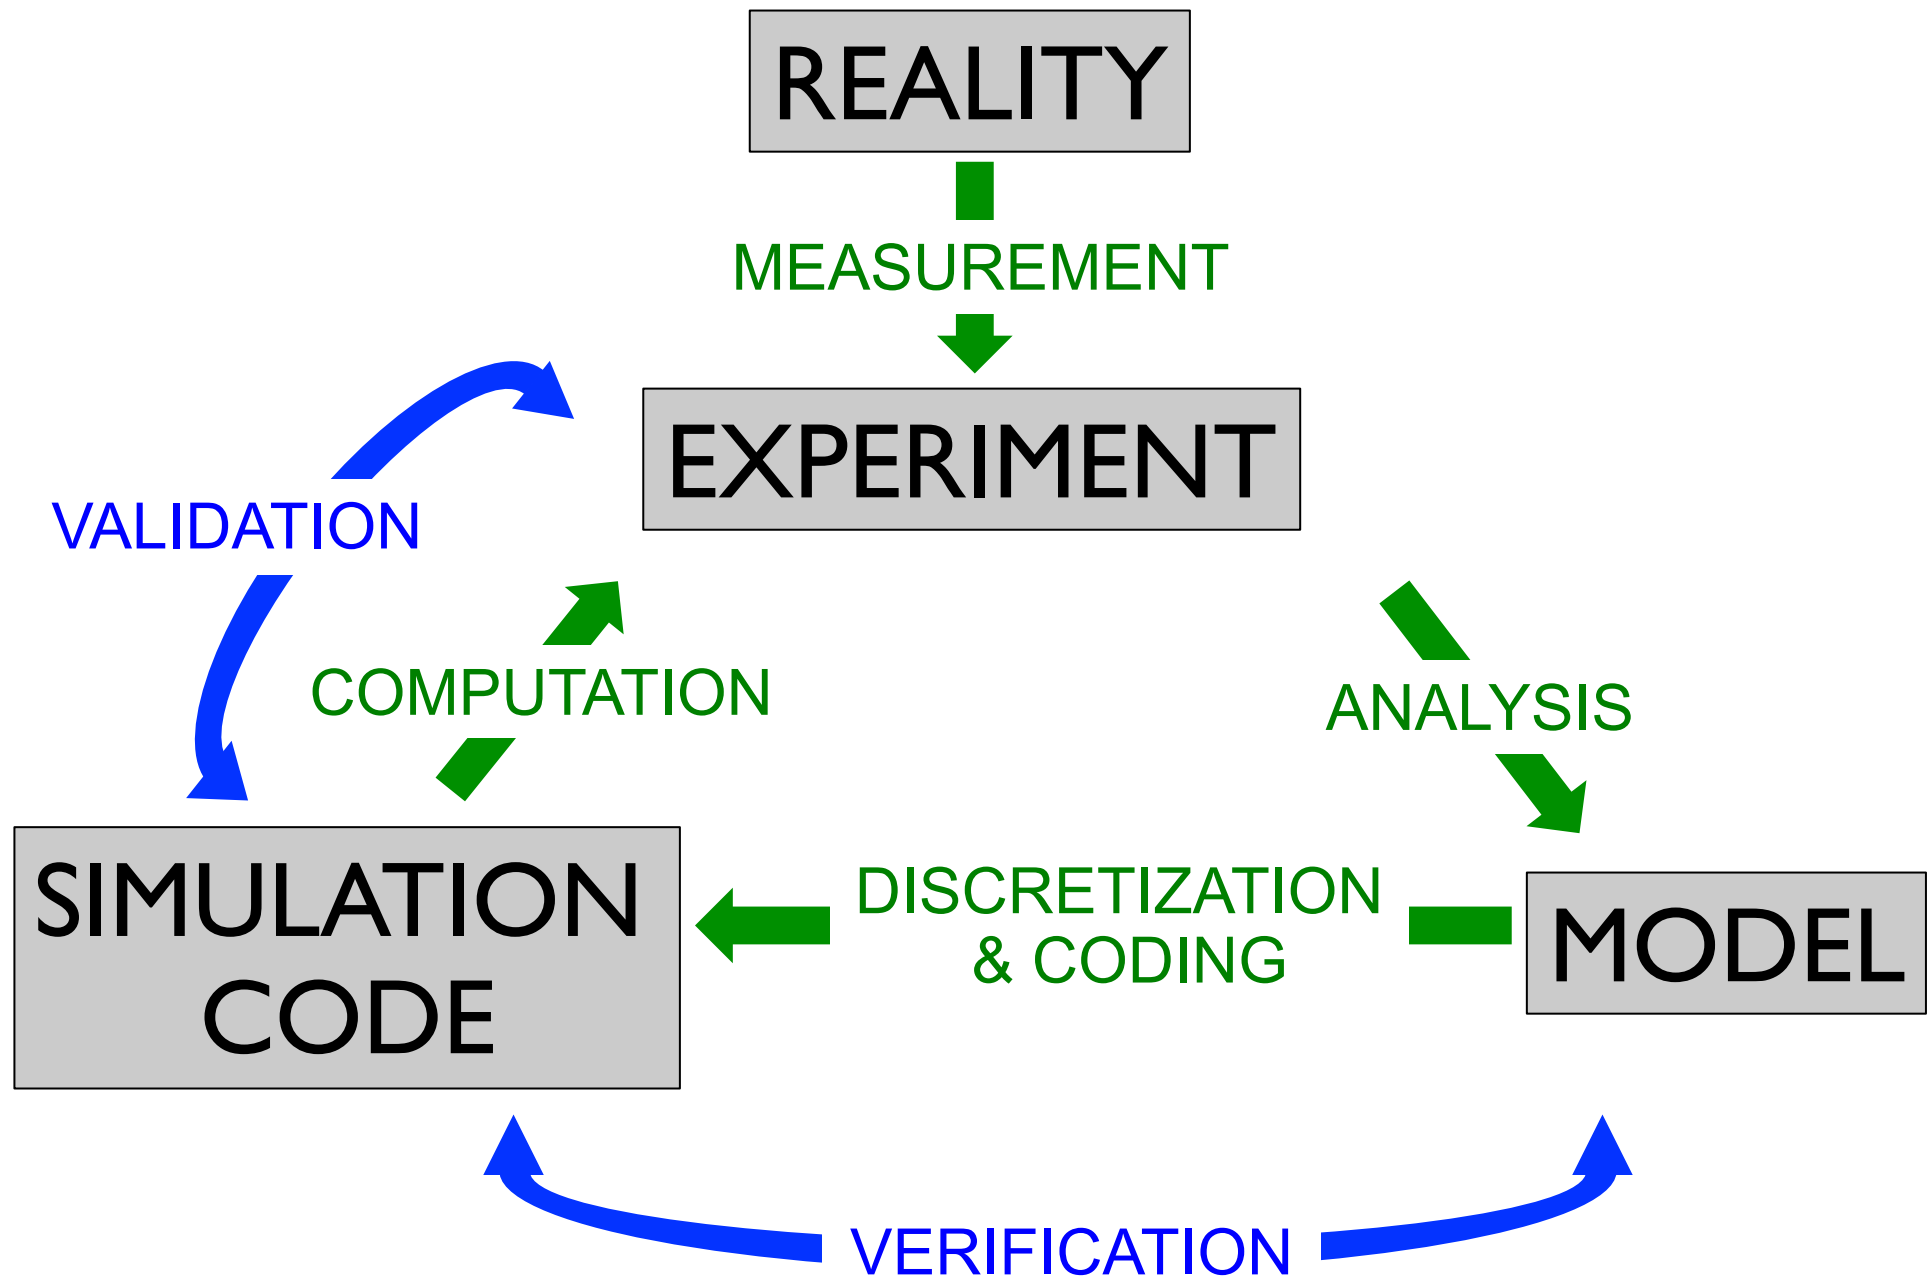 REALITY
MEASUREMENT
EXPERIMENT
VALIDATION
COMPUTATION
ANALYSIS
SIMULATION
CODE
DISCRETIZATION
& CODING
MODEL
VERIFICATION